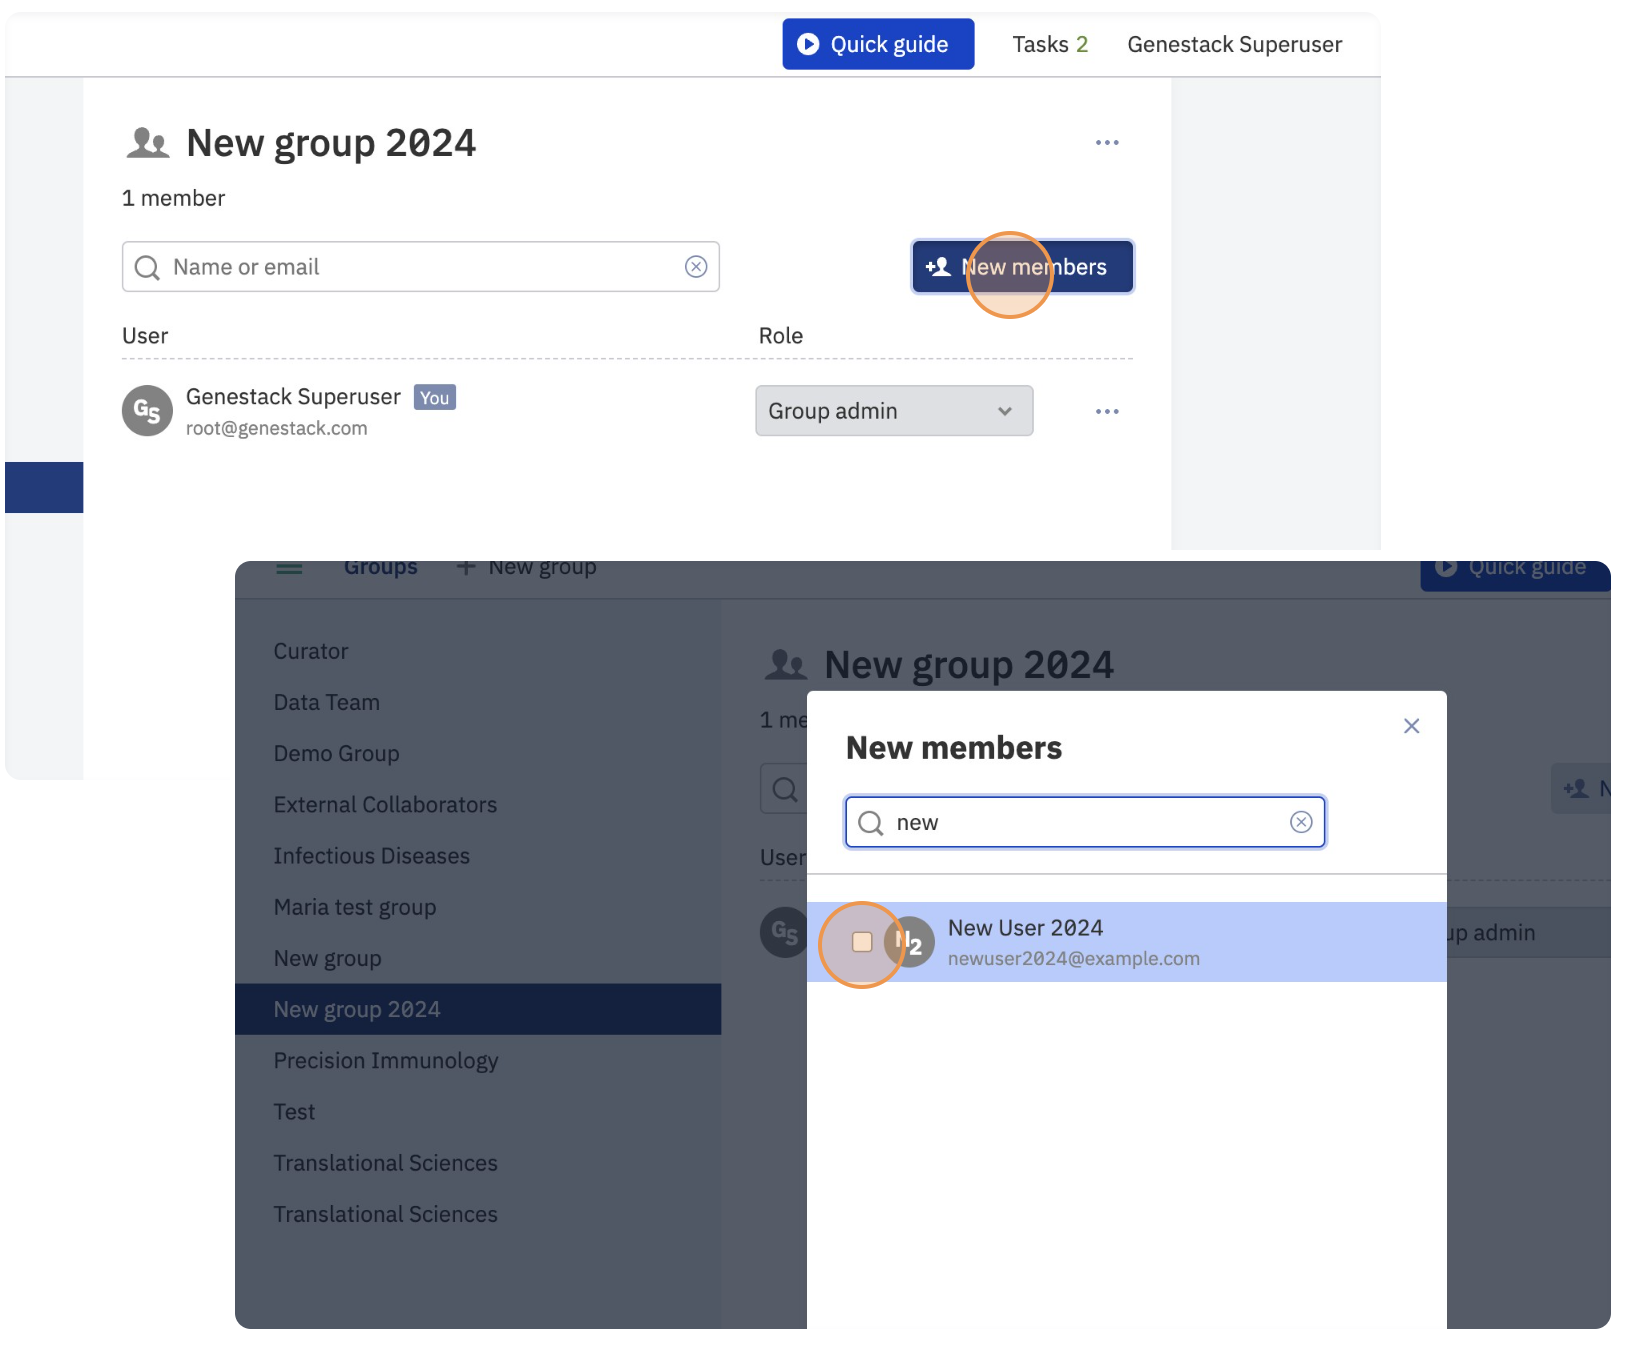 Quick guide
Tasks 2
Genestack Superuser
New group 2024
1 member
Name or email
New members
User
Role
GS
Genestack Superuser
You
root@genestack.com
Group admin
Groups
New group
Quick guide
Curator
Data Team
Demo Group
External Collaborators
Infectious Diseases
Maria test group
New group
New group 2024
Precision Immunology
Test
Translational Sciences
Translational Sciences
New group 2024
1 me
N
User
GS
up admin
New members
new
N2
New User 2024
newuser2024@example.com